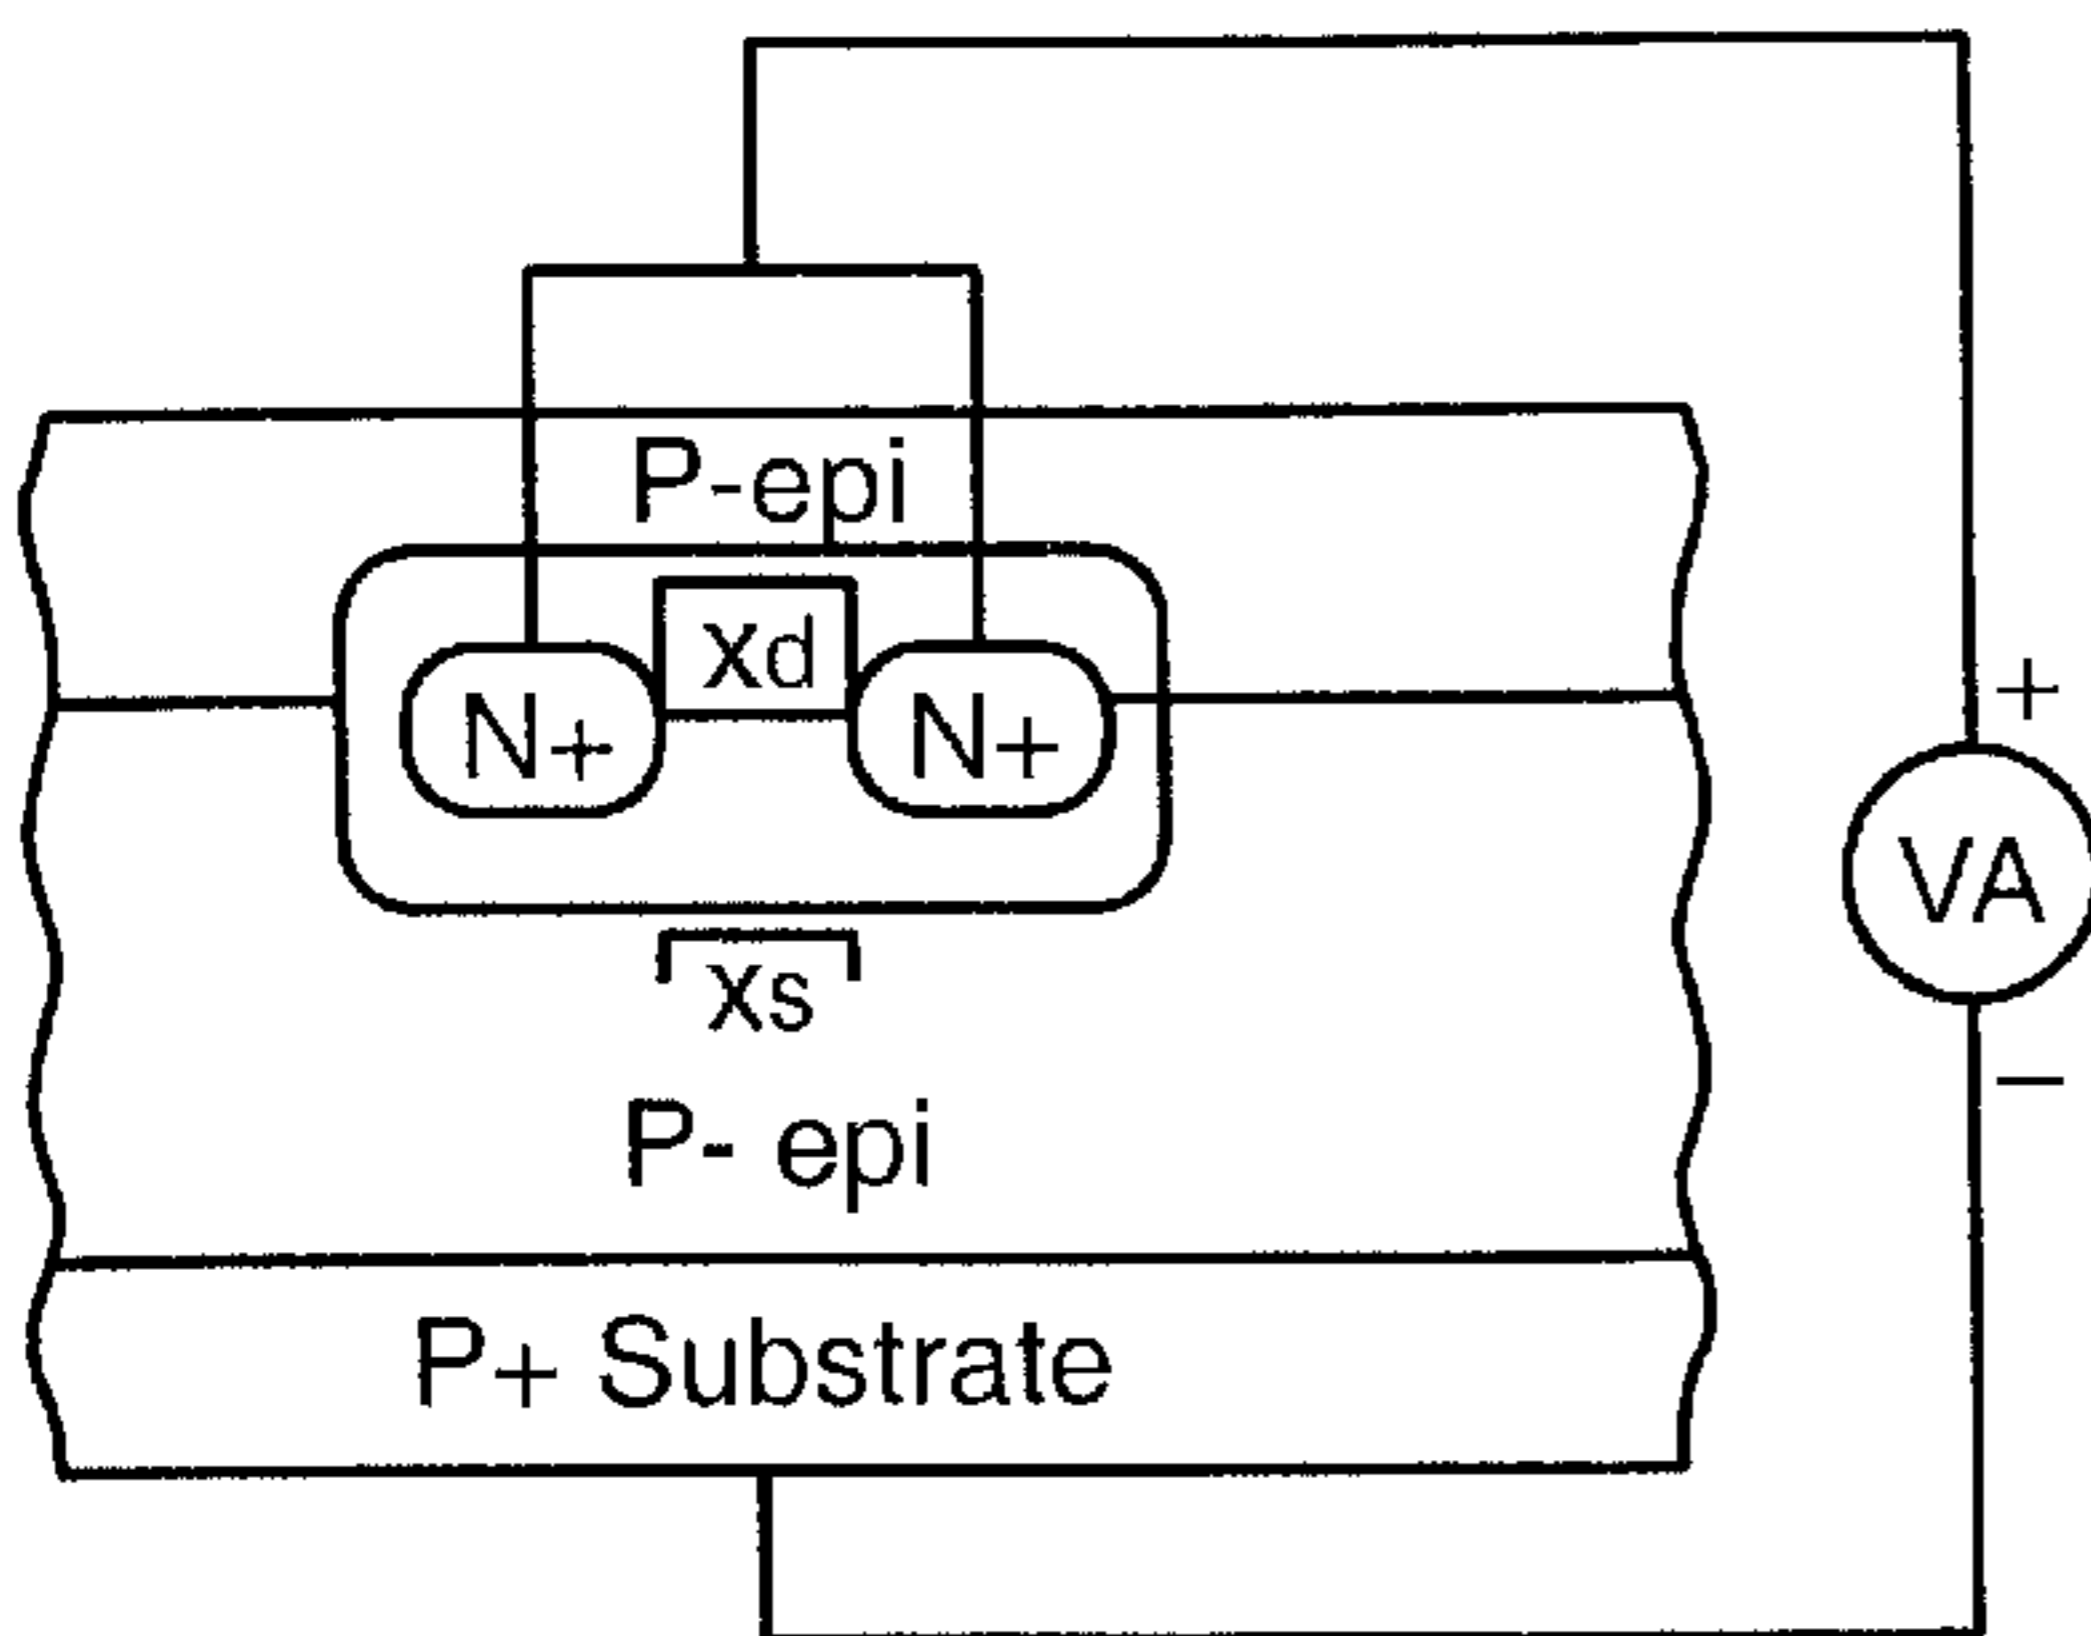 P-epi
xd
N+
N+
+
VA
xs
−
P- epi
P+ Substrate